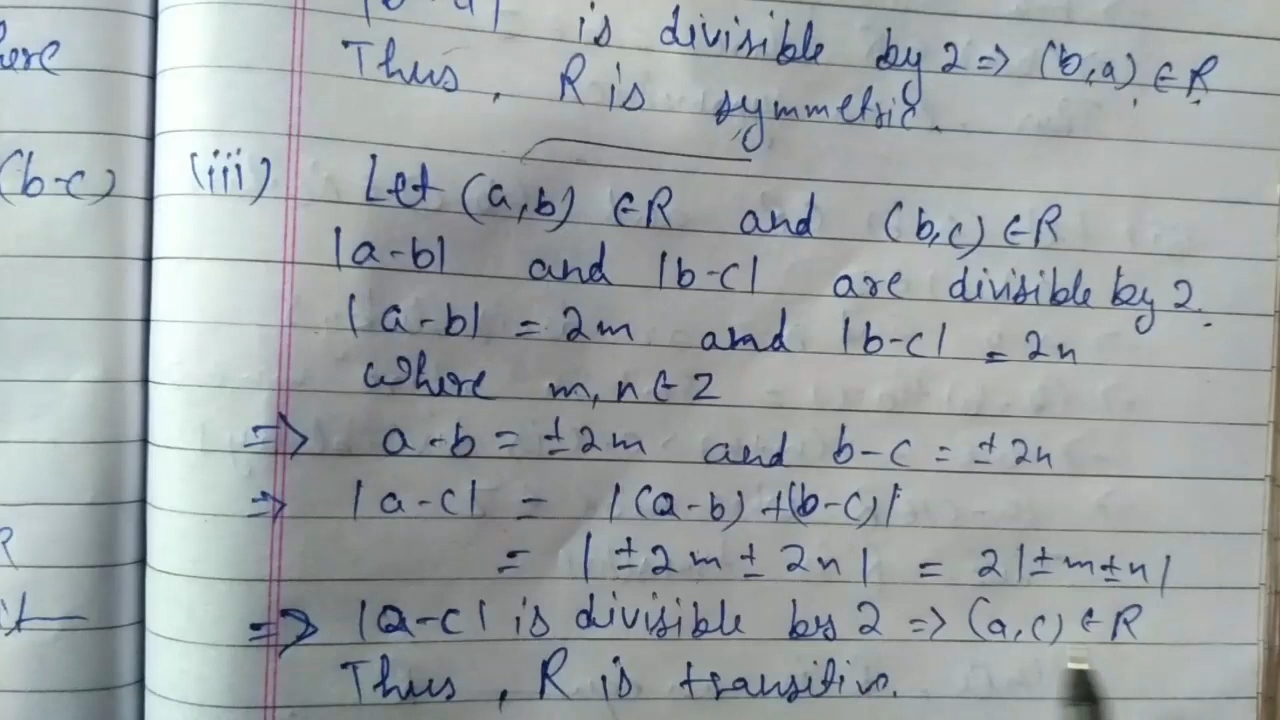 here
is divisible by 2 ⇒ (b,a) ∈ R
Thus, R is symmetric.
(b-c)
(iii) Let (a,b) ∈ R and (b,c) ∈ R
|a-b| and |b-c| are divisible by 2.
|a-b| = 2m and |b-c| = 2n
Where m, n ∈ Z
⇒ a-b = ±2m and b-c = ±2n
⇒ |a-c| = |(a-b)+(b-c)|
= |±2m ± 2n| = 2|±m±n|
⇒ |a-c| is divisible by 2 ⇒ (a,c) ∈ R
Thus, R is transitive.